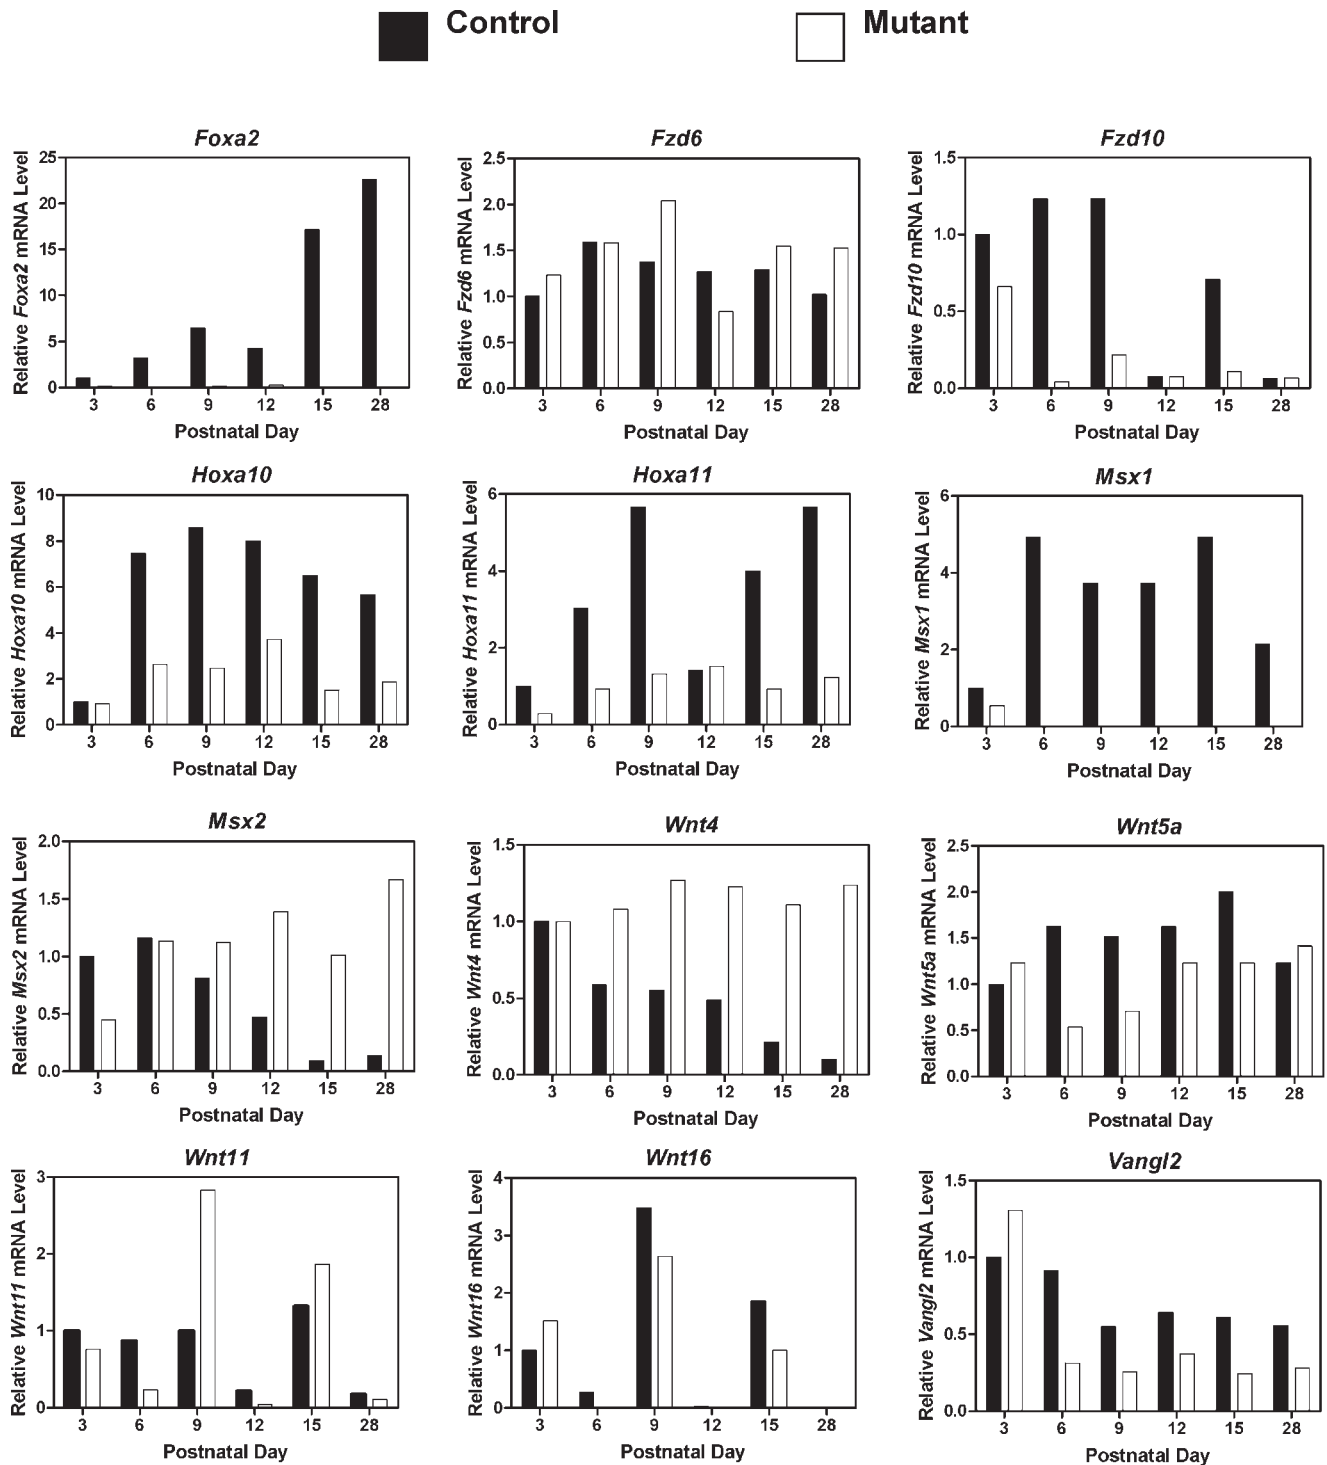 Control
Mutant
Foxa2
Relative Foxa2 mRNA Level
25
20
15
10
5
0
3 6 9 12 15 28
Postnatal Day
Fzd6
Relative Fzd6 mRNA Level
2.5
2.0
1.5
1.0
0.5
0.0
3 6 9 12 15 28
Postnatal Day
Fzd10
Relative Fzd10 mRNA Level
1.5
1.0
0.5
0.0
3 6 9 12 15 28
Postnatal Day
Hoxa10
Relative Hoxa10 mRNA Level
10
8
6
4
2
0
3 6 9 12 15 28
Postnatal Day
Hoxa11
Relative Hoxa11 mRNA Level
6
4
2
0
3 6 9 12 15 28
Postnatal Day
Msx1
Relative Msx1 mRNA Level
6
4
2
0
3 6 9 12 15 28
Postnatal Day
Msx2
Relative Msx2 mRNA Level
2.0
1.5
1.0
0.5
0.0
3 6 9 12 15 28
Postnatal Day
Wnt4
Relative Wnt4 mRNA Level
1.5
1.0
0.5
0.0
3 6 9 12 15 28
Postnatal Day
Wnt5a
Relative Wnt5a mRNA Level
2.5
2.0
1.5
1.0
0.5
0.0
3 6 9 12 15 28
Postnatal Day
Wnt11
Relative Wnt11 mRNA Level
3
2
1
0
3 6 9 12 15 28
Postnatal Day
Wnt16
Relative Wnt16 mRNA Level
4
3
2
1
0
3 6 9 12 15 28
Postnatal Day
Vangl2
Relative Vangl2 mRNA Level
1.5
1.0
0.5
0.0
3 6 9 12 15 28
Postnatal Day